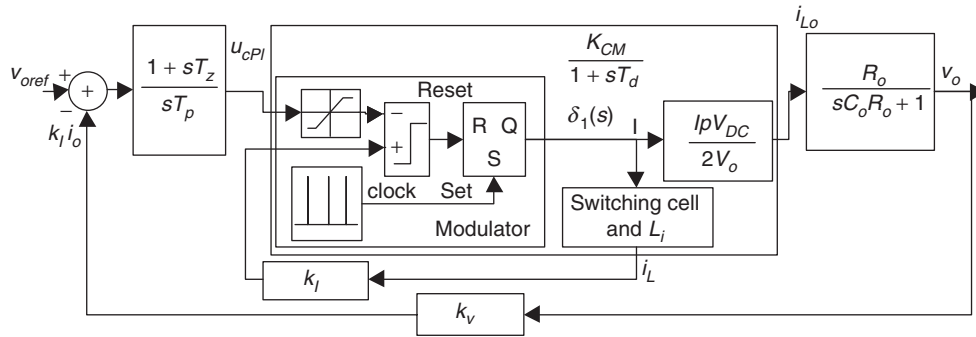 v_oref
+
+
−
k_I i_o
1 + sT_z
sT_p
u_cPI
K_CM
1 + sT_d
Reset
−
+
R Q
S
clock Set
Modulator
δ_1(s) I
IpV_DC
2V_o
Switching cell
and L_i
i_Lo
R_o
sC_oR_o + 1
v_o
k_I
i_L
k_v